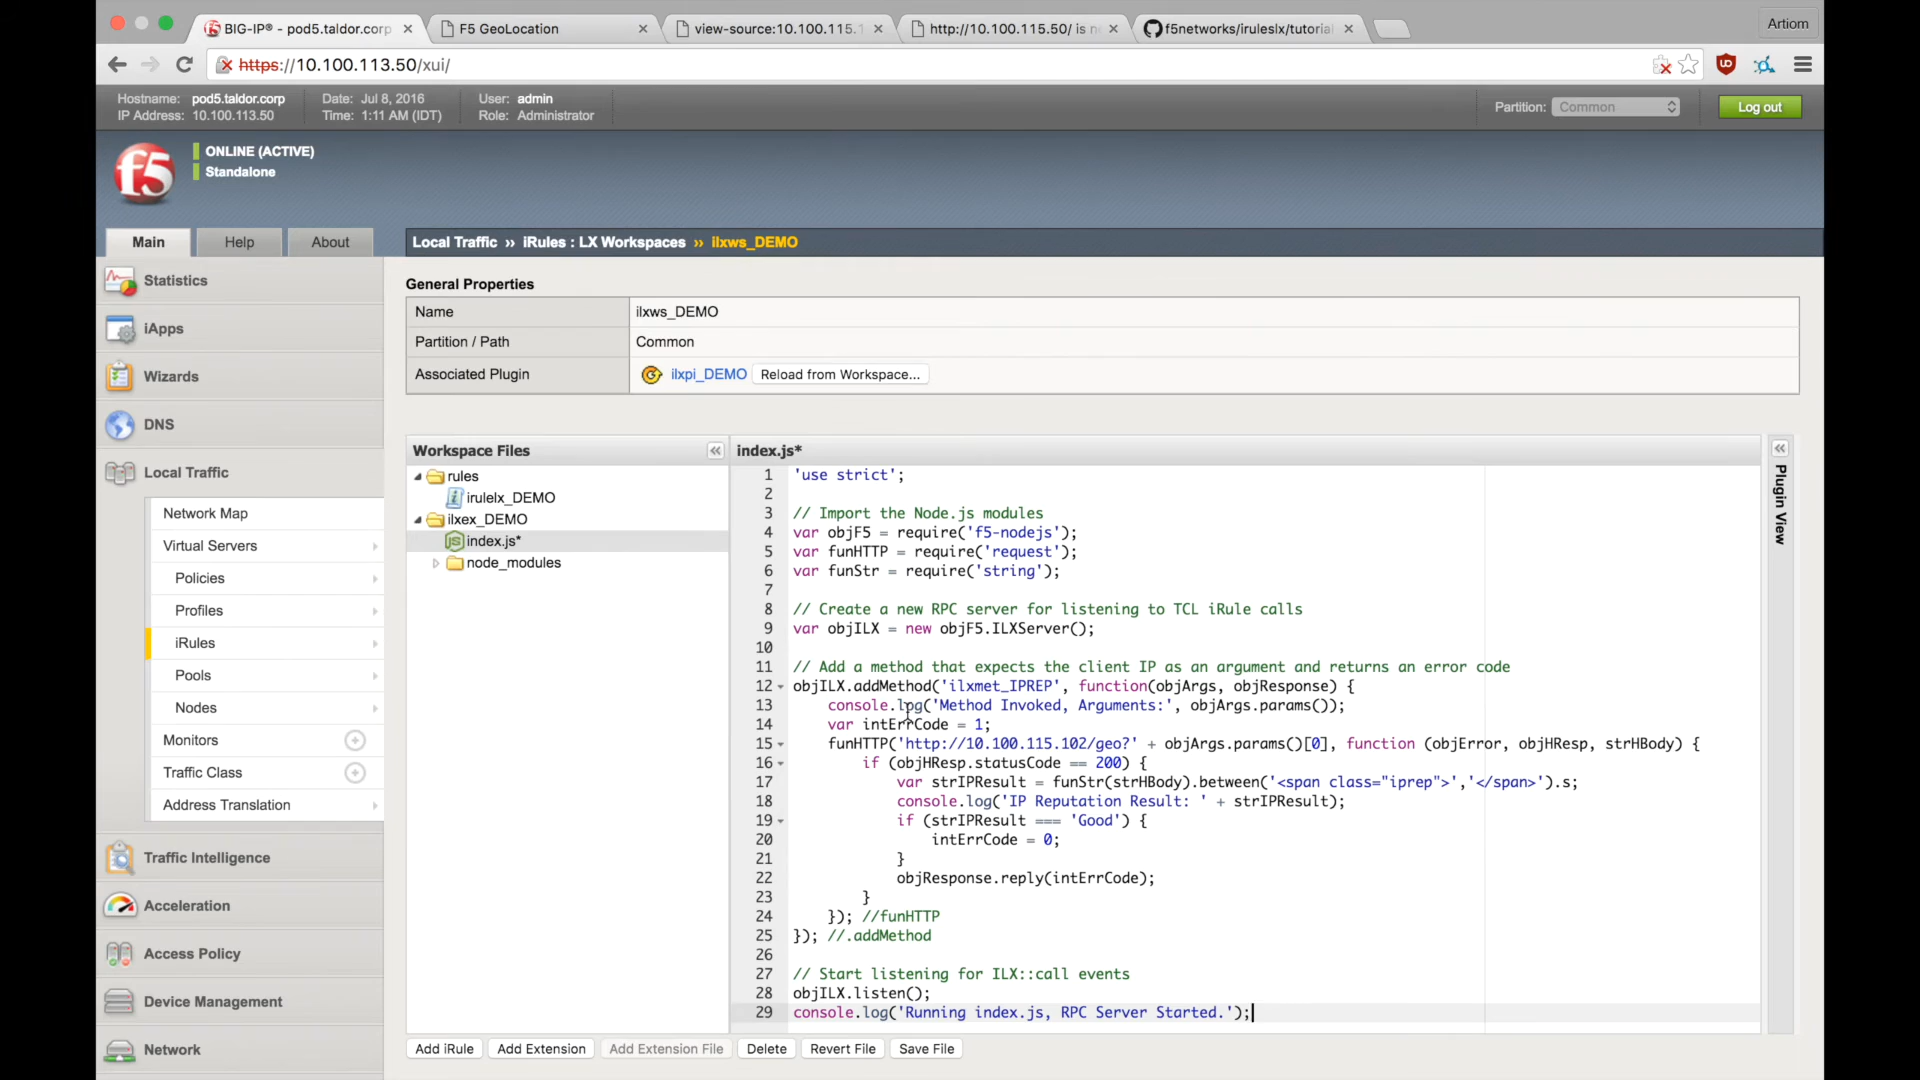 BIG-IP® - pod5.taldor.corp
F5 GeoLocation
view-source:10.100.115.1
http://10.100.115.50/ is n
f5networks/iruleslx/tutorial
Artiom
https://10.100.113.50/xui/
Hostname: pod5.taldor.corp
IP Address: 10.100.113.50
Date: Jul 8, 2016
Time: 1:11 AM (IDT)
User: admin
Role: Administrator
Partition: Common
Log out
f5
ONLINE (ACTIVE)
Standalone
Main
Help
About
Local Traffic ›› iRules : LX Workspaces ›› ilxws_DEMO
Statistics
iApps
Wizards
DNS
Local Traffic
Network Map
Virtual Servers
Policies
Profiles
iRules
Pools
Nodes
Monitors
Traffic Class
Address Translation
Traffic Intelligence
Acceleration
Access Policy
Device Management
Network
General Properties
Name ilxws_DEMO
Partition / Path Common
Associated Plugin ilxpi_DEMO Reload from Workspace...
Workspace Files
rules
irulelx_DEMO
ilxex_DEMO
index.js*
node_modules
index.js*
1 'use strict';
2
3 // Import the Node.js modules
4 var objF5 = require('f5-nodejs');
5 var funHTTP = require('request');
6 var funStr = require('string');
7
8 // Create a new RPC server for listening to TCL iRule calls
9 var objILX = new objF5.ILXServer();
10
11 // Add a method that expects the client IP as an argument and returns an error code
12 objILX.addMethod('ilxmet_IPREP', function(objArgs, objResponse) {
13 console.log('Method Invoked, Arguments:', objArgs.params());
14 var intErrCode = 1;
15 funHTTP('http://10.100.115.102/geo?' + objArgs.params()[0], function (objError, objHResp, strHBody) {
16 if (objHResp.statusCode == 200) {
17 var strIPResult = funStr(strHBody).between('<span class="iprep">','</span>').s;
18 console.log('IP Reputation Result: ' + strIPResult);
19 if (strIPResult === 'Good') {
20 intErrCode = 0;
21 }
22 objResponse.reply(intErrCode);
23 }
24 }); //funHTTP
25 }); //.addMethod
26
27 // Start listening for ILX::call events
28 objILX.listen();
29 console.log('Running index.js, RPC Server Started.');
Plugin View
Add iRule
Add Extension
Add Extension File
Delete
Revert File
Save File